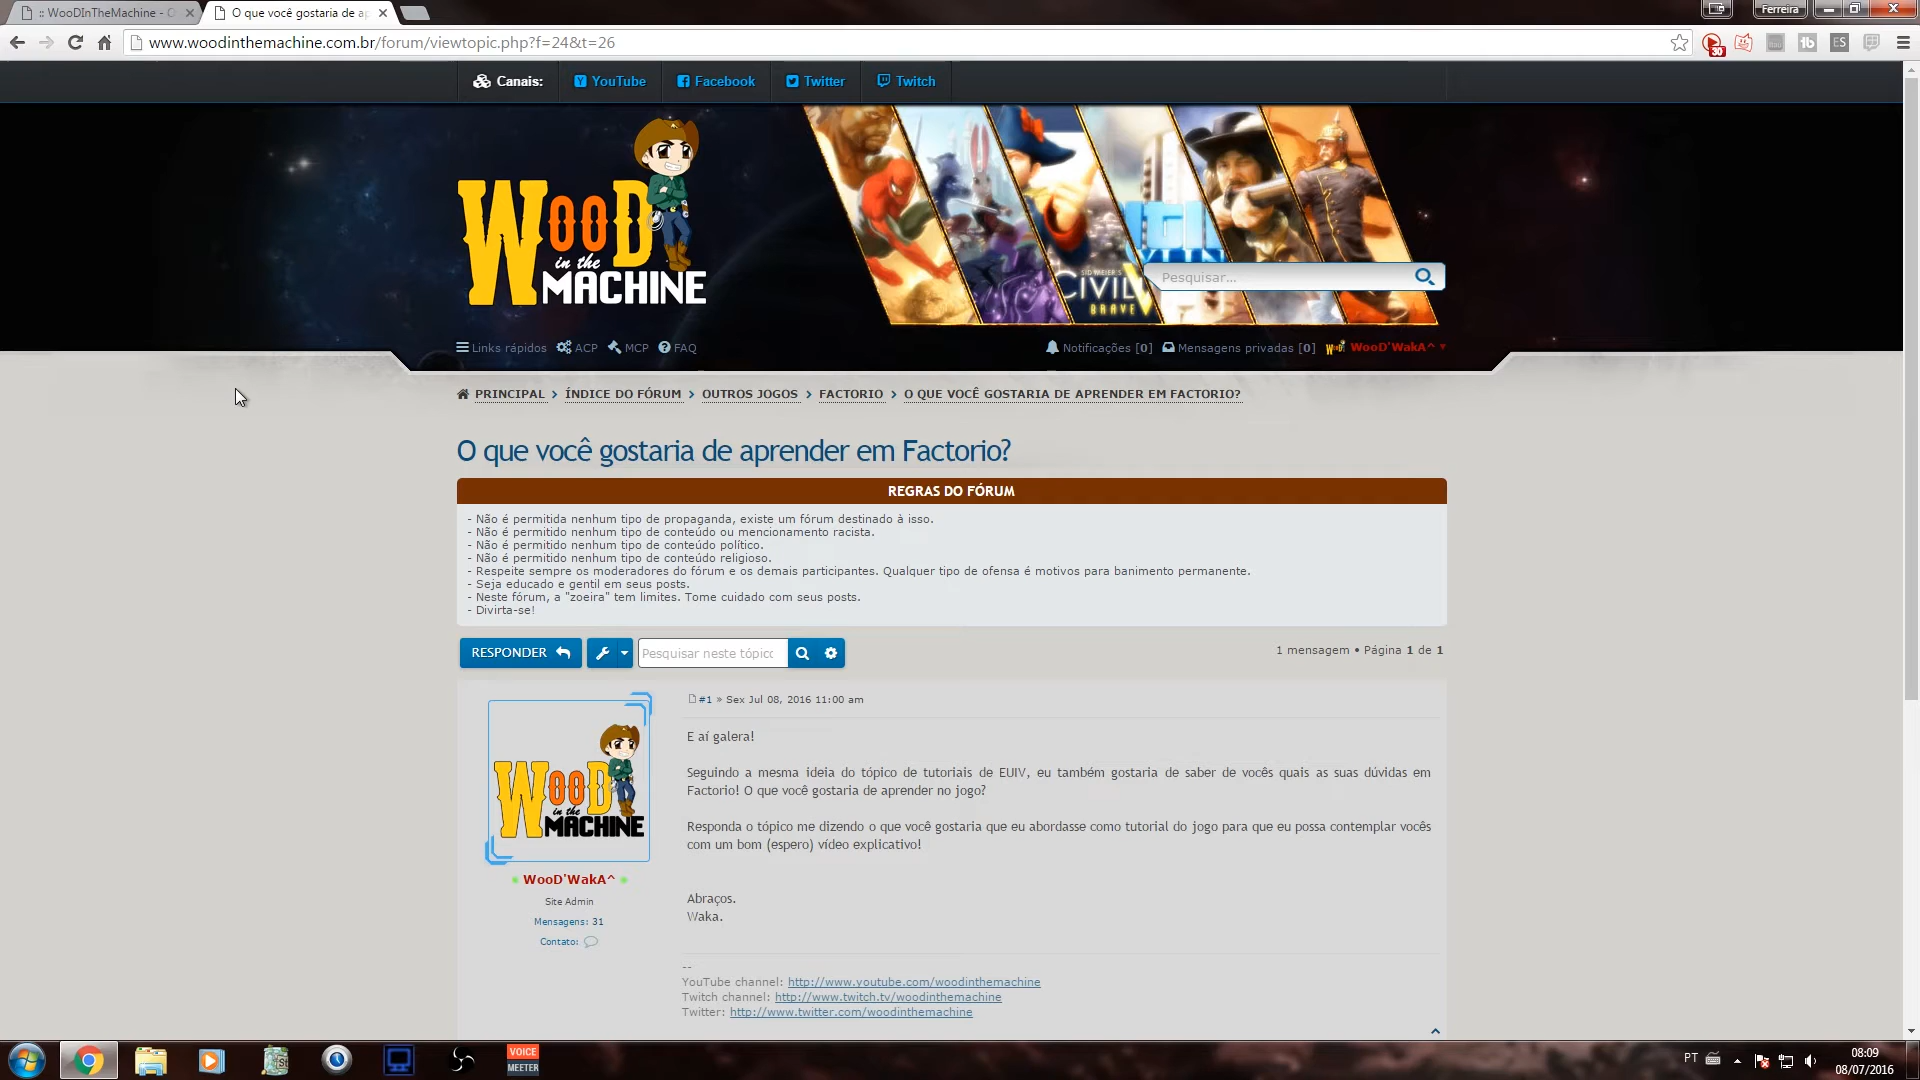 :: WooDInTheMachine - O
O que você gostaria de ap
Ferreira
www.woodinthemachine.com.br/forum/viewtopic.php?f=24&t=26
30
ES
Canais:
YouTube
Facebook
Twitter
Twitch
WooD
in the
MACHINE
SID MEIER'S
CIVIL
BRAVE
Pesquisar...
Links rápidos
ACP
MCP
FAQ
Notificações [0]
Mensagens privadas [0]
WooD'WakA^
PRINCIPAL
ÍNDICE DO FÓRUM
OUTROS JOGOS
FACTORIO
O QUE VOCÊ GOSTARIA DE APRENDER EM FACTORIO?
O que você gostaria de aprender em Factorio?
REGRAS DO FÓRUM
- Não é permitida nenhum tipo de propaganda, existe um fórum destinado à isso.
- Não é permitido nenhum tipo de conteúdo ou mencionamento racista.
- Não é permitido nenhum tipo de conteúdo político.
- Não é permitido nenhum tipo de conteúdo religioso.
- Respeite sempre os moderadores do fórum e os demais participantes. Qualquer tipo de ofensa é motivos para banimento permanente.
- Seja educado e gentil em seus posts.
- Neste fórum, a "zoeira" tem limites. Tome cuidado com seus posts.
- Divirta-se!
RESPONDER
Pesquisar neste tópico
1 mensagem • Página 1 de 1
#1 » Sex Jul 08, 2016 11:00 am
E aí galera!
Seguindo a mesma ideia do tópico de tutoriais de EUIV, eu também gostaria de saber de vocês quais as suas dúvidas em
Factorio! O que você gostaria de aprender no jogo?
Responda o tópico me dizendo o que você gostaria que eu abordasse como tutorial do jogo para que eu possa contemplar vocês
com um bom (espero) vídeo explicativo!
Abraços.
Waka.
WooD
in the
MACHINE
WooD'WakA^
Site Admin
Mensagens: 31
Contato:
--
YouTube channel: http://www.youtube.com/woodinthemachine
Twitch channel: http://www.twitch.tv/woodinthemachine
Twitter: http://www.twitter.com/woodinthemachine
VOICE
MEETER
PT
08:09
08/07/2016